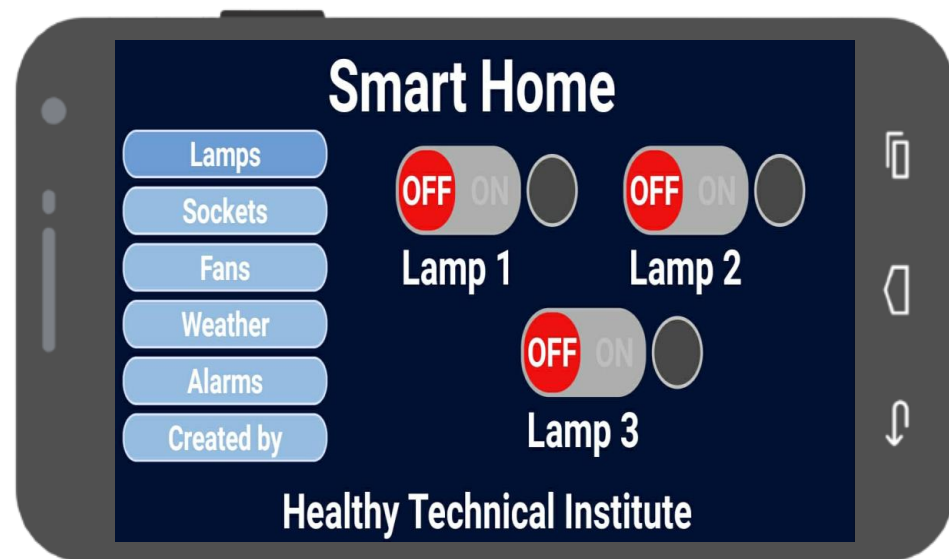 Smart Home
Lamps
Sockets
Fans
Weather
Alarms
Created by
OFF ON
Lamp 1
OFF ON
Lamp 2
OFF ON
Lamp 3
Healthy Technical Institute